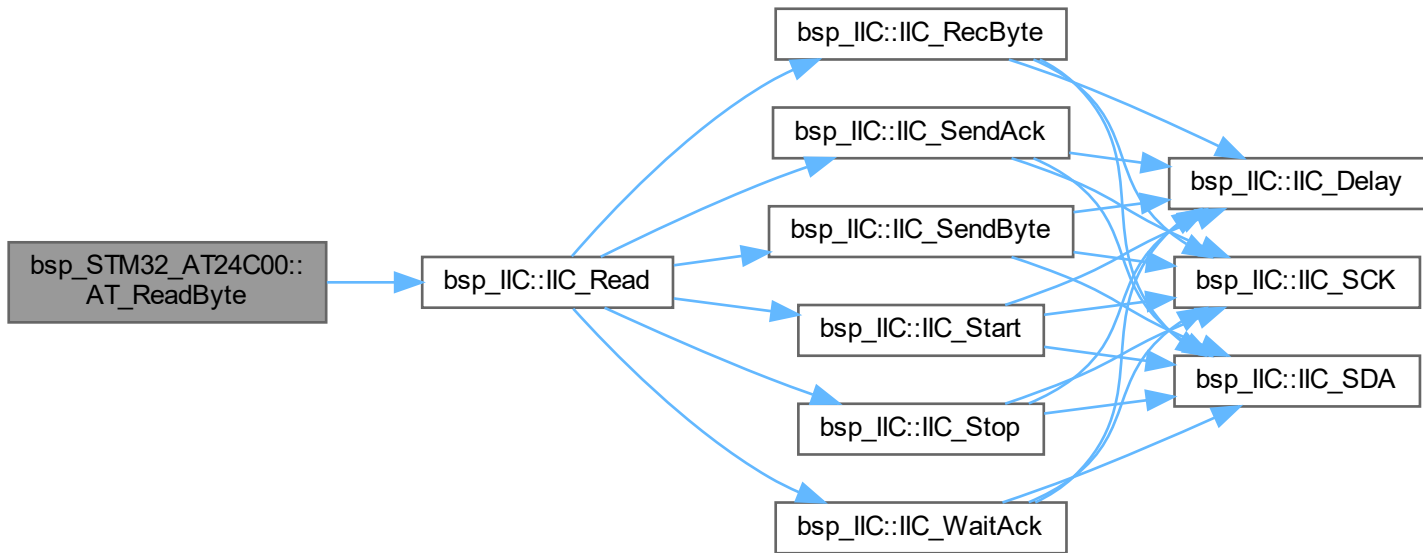 bsp_STM32_AT24C00::
AT_ReadByte
bsp_IIC::IIC_Read
bsp_IIC::IIC_RecByte
bsp_IIC::IIC_SendAck
bsp_IIC::IIC_SendByte
bsp_IIC::IIC_Start
bsp_IIC::IIC_Stop
bsp_IIC::IIC_WaitAck
bsp_IIC::IIC_Delay
bsp_IIC::IIC_SCK
bsp_IIC::IIC_SDA